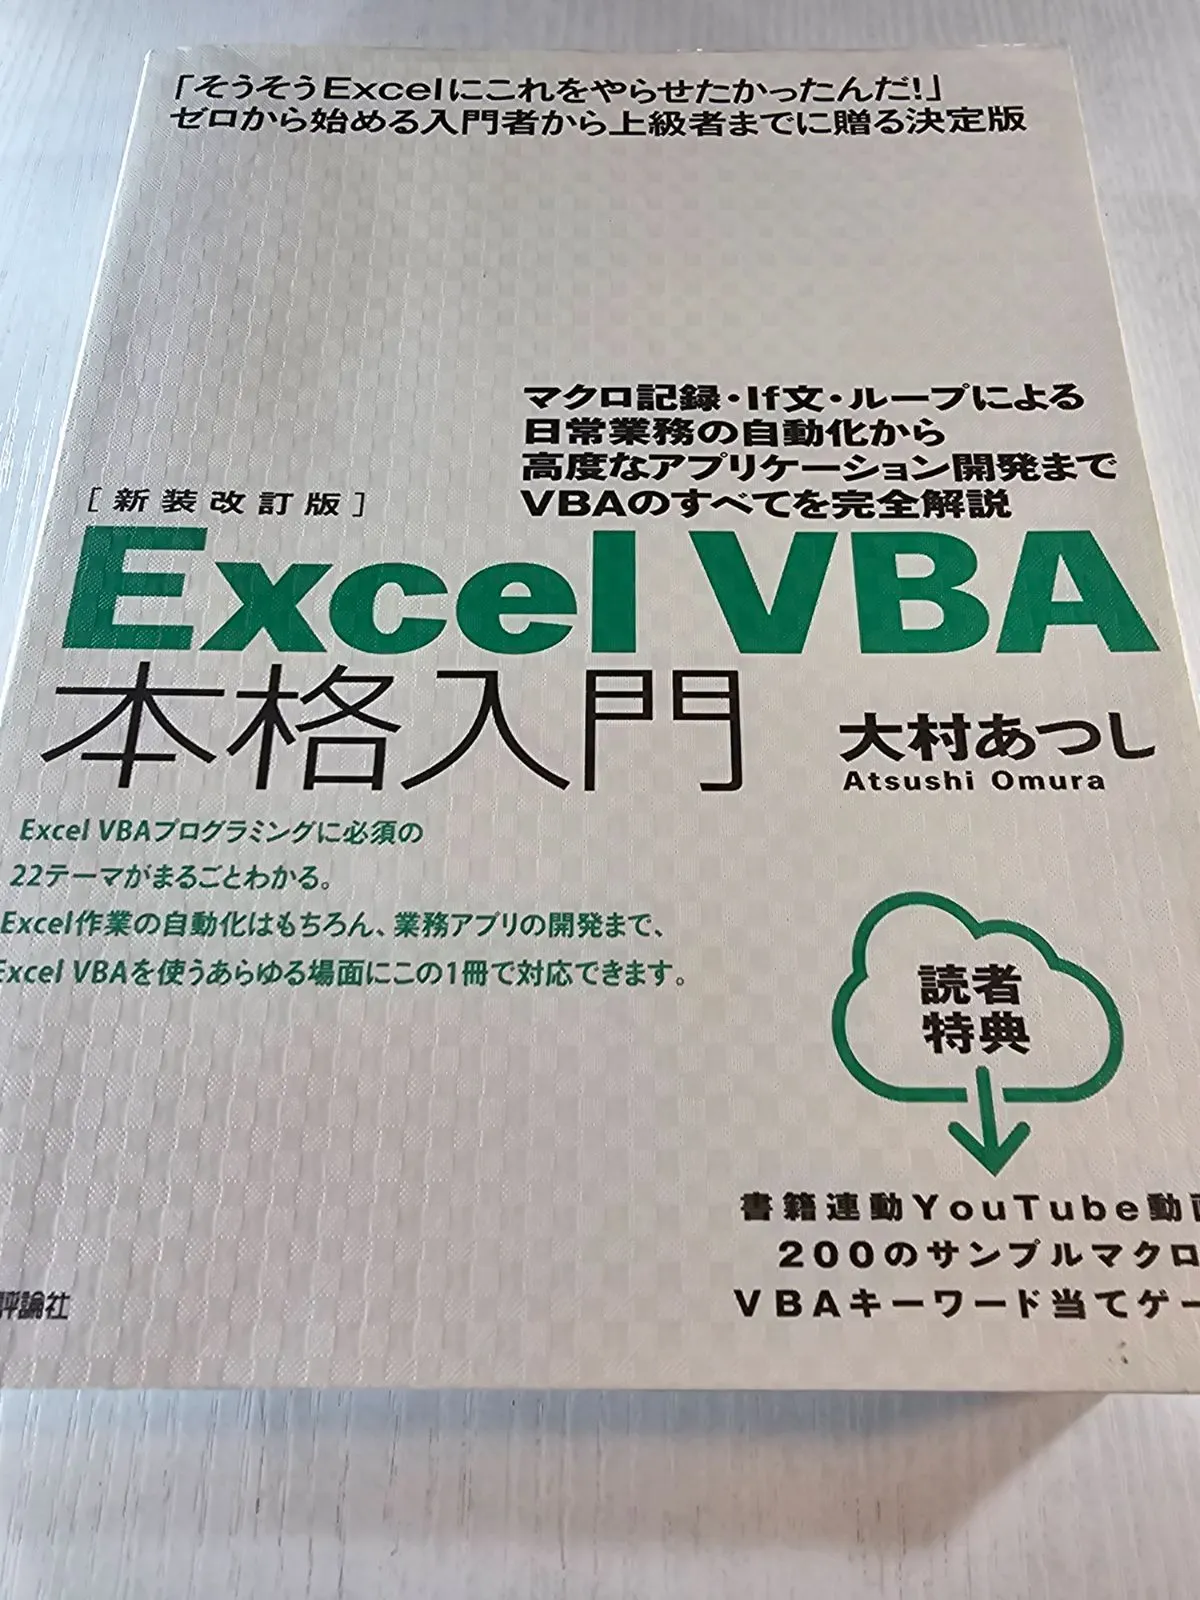 「そうそうExcelにこれをやらせたかったんだ!」
ゼロから始める入門者から上級者までに贈る決定版
マクロ記録・If文・ループによる
日常業務の自動化から
高度なアプリケーション開発まで
VBAのすべてを完全解説
[新装改訂版]
Excel VBA
本格入門
大村あつし
Atsushi Omura
Excel VBAプログラミングに必須の
22テーマがまるごとわかる。
Excel作業の自動化はもちろん、業務アプリの開発まで、
Excel VBAを使うあらゆる場面にこの1冊で対応できます。
読者
特典
書籍連動YouTube動画
200のサンプルマクロ
VBAキーワード当てゲー
評論社